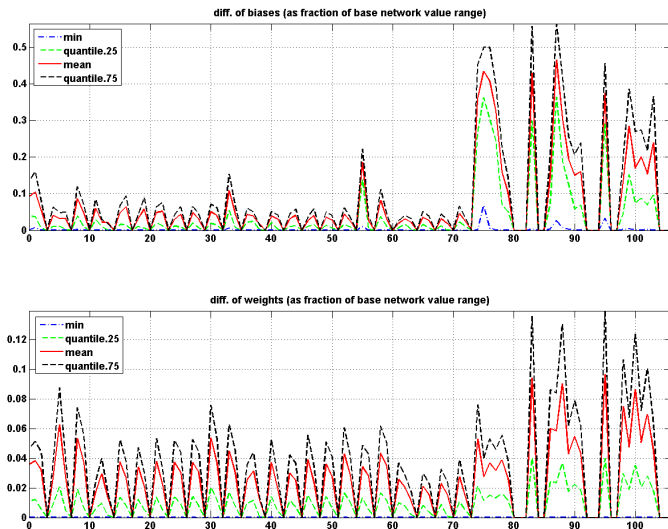 diff. of biases (as fraction of base network value range)
min
quantile.25
mean
quantile.75
0.5
0.4
0.3
0.2
0.1
0
0 10 20 30 40 50 60 70 80 90 100
diff. of weights (as fraction of base network value range)
min
quantile.25
mean
quantile.75
0.12
0.1
0.08
0.06
0.04
0.02
0
0 10 20 30 40 50 60 70 80 90 100